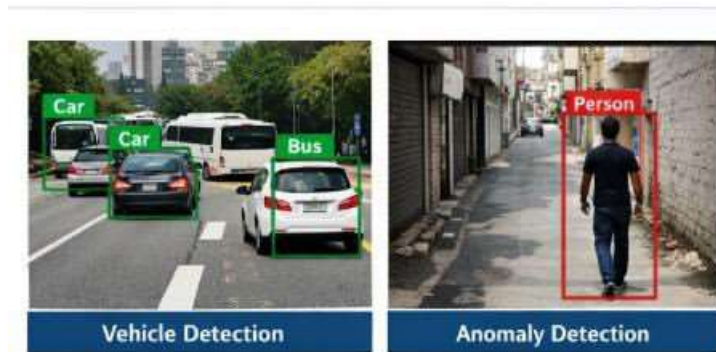 Car
Car
Bus
Person
Vehicle Detection
Anomaly Detection